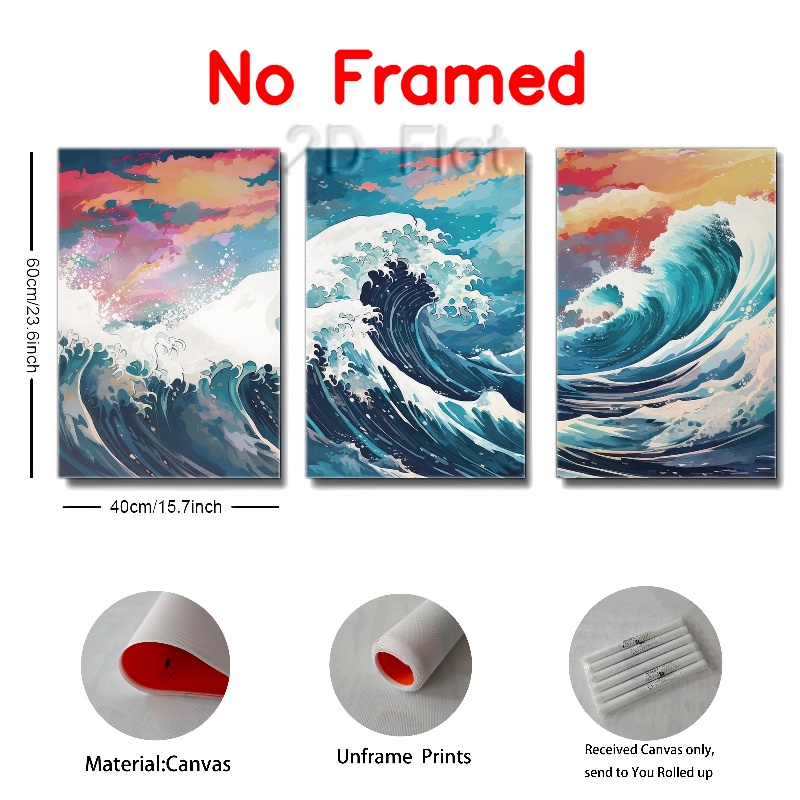 No Framed
2D Flat
60cm/23.6inch
40cm/15.7inch
Material:Canvas
Unframe Prints
Received Canvas only,
send to You Rolled up